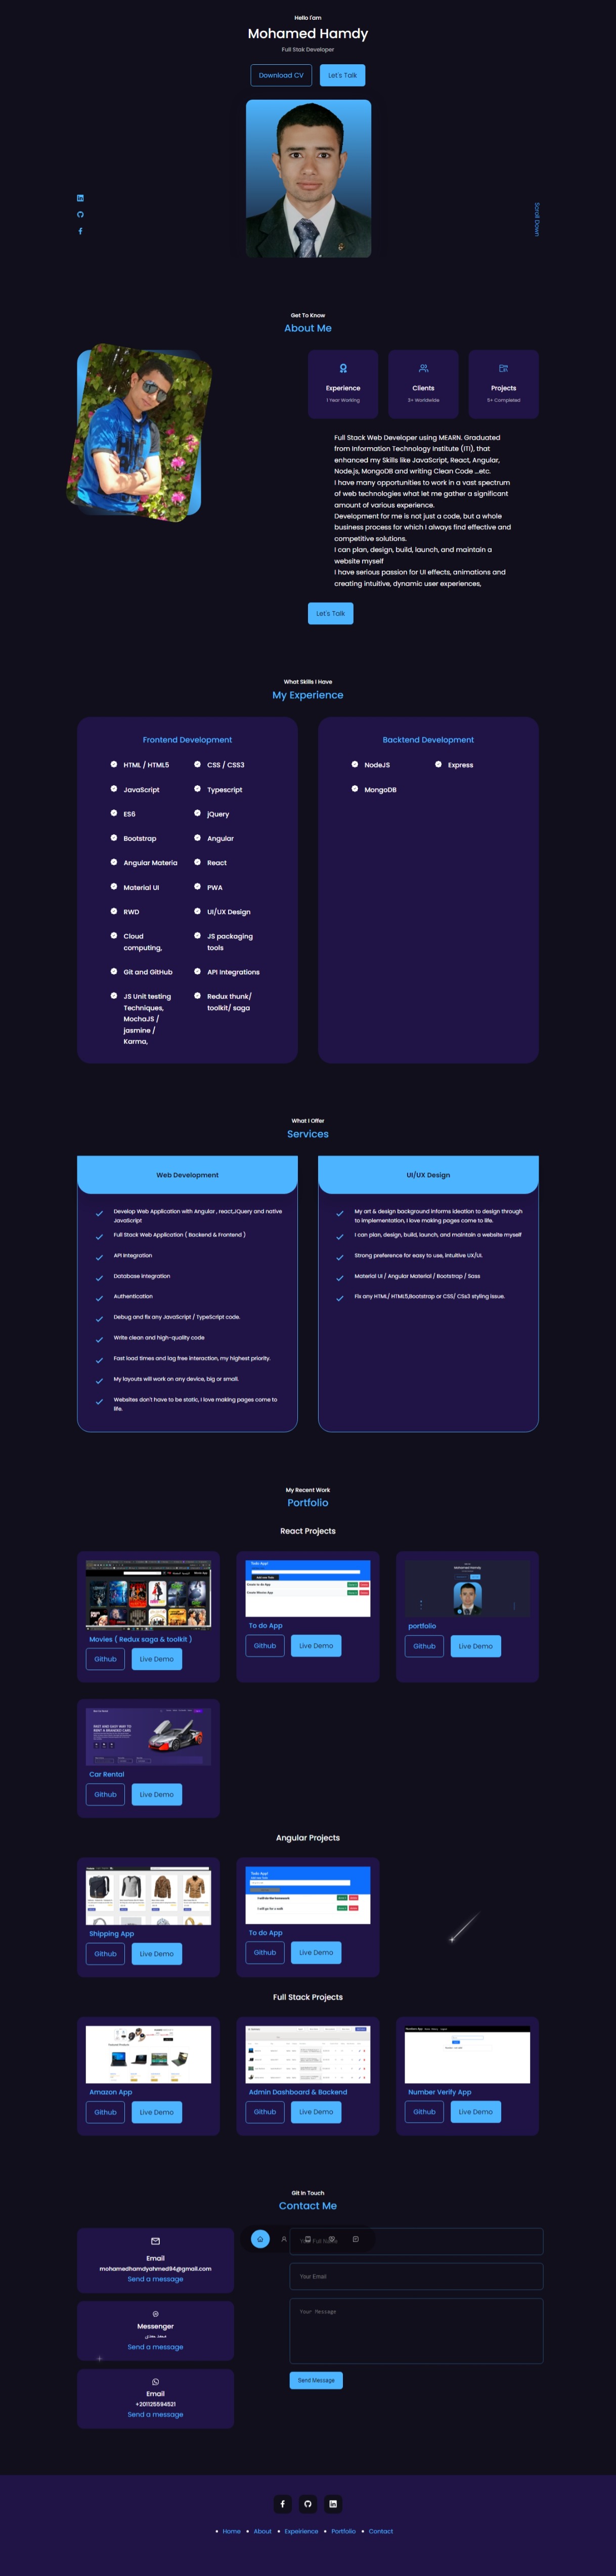 Hello I'am
Mohamed Hamdy
Full Stak Developer
Download CV
Let's Talk
Scroll Down
Get To Know
About Me
Experience
1 Year Working
Clients
3+ Worldwide
Projects
5+ Completed
Full Stack Web Developer using MEARN. Graduated
from Information Technology Institute (ITI), that
enhanced my Skills like JavaScript, React, Angular,
Node.js, MongoDB and writing Clean Code ...etc.
I have many opportunities to work in a vast spectrum
of web technologies what let me gather a significant
amount of various experience.
Development for me is not just a code, but a whole
business process for which I always find effective and
competitive solutions.
I can plan, design, build, launch, and maintain a
website myself
I have serious passion for UI effects, animations and
creating intuitive, dynamic user experiences,
Let's Talk
What Skills I Have
My Experience
Frontend Development
HTML / HTML5
CSS / CSS3
JavaScript
Typescript
ES6
jQuery
Bootstrap
Angular
Angular Materia
React
Material UI
PWA
RWD
UI/UX Design
Cloud
computing,
JS packaging
tools
Git and GitHub
API Integrations
JS Unit testing
Techniques,
MochaJS /
jasmine /
Karma,
Redux thunk/
toolkit/ saga
Backtend Development
NodeJS
Express
MongoDB
What I Offer
Services
Web Development
Develop Web Application with Angular , react,JQuery and native
JavaScript
Full Stack Web Application ( Backend & Frontend )
API Integration
Database Integration
Authentication
Debug and fix any JavaScript / TypeScript code.
Write clean and high-quality code
Fast load times and lag free interaction, my highest priority.
My layouts will work on any device, big or small.
Websites don't have to be static, I love making pages come to
life.
UI/UX Design
My art & design background informs ideation to design through
to implementation, I love making pages come to life.
I can plan, design, build, launch, and maintain a website myself
Strong preference for easy to use, intuitive UX/UI.
Material UI / Angular Material / Bootstrap / Sass
Fix any HTML/ HTML5,Bootstrap or CSS/ CSs3 styling issue.
My Recent Work
Portfolio
React Projects
Movies ( Redux saga & toolkit )
Github
Live Demo
Todo App!
To do App
Github
Live Demo
portfolio
Github
Live Demo
Car Rental
Github
Live Demo
Angular Projects
Shipping App
Github
Live Demo
Todo App!
To do App
Github
Live Demo
Full Stack Projects
Amazon App
Github
Live Demo
Admin Dashboard & Backend
Github
Live Demo
Number Verify App
Github
Live Demo
Git In Touch
Contact Me
Email
mohamedhamdyahmed94@gmail.com
Send a message
Messenger
Send a message
Email
+201125594521
Send a message
Your Full Name
Your Email
Your Message
Send Message
Home
About
Expeirience
Portfolio
Contact